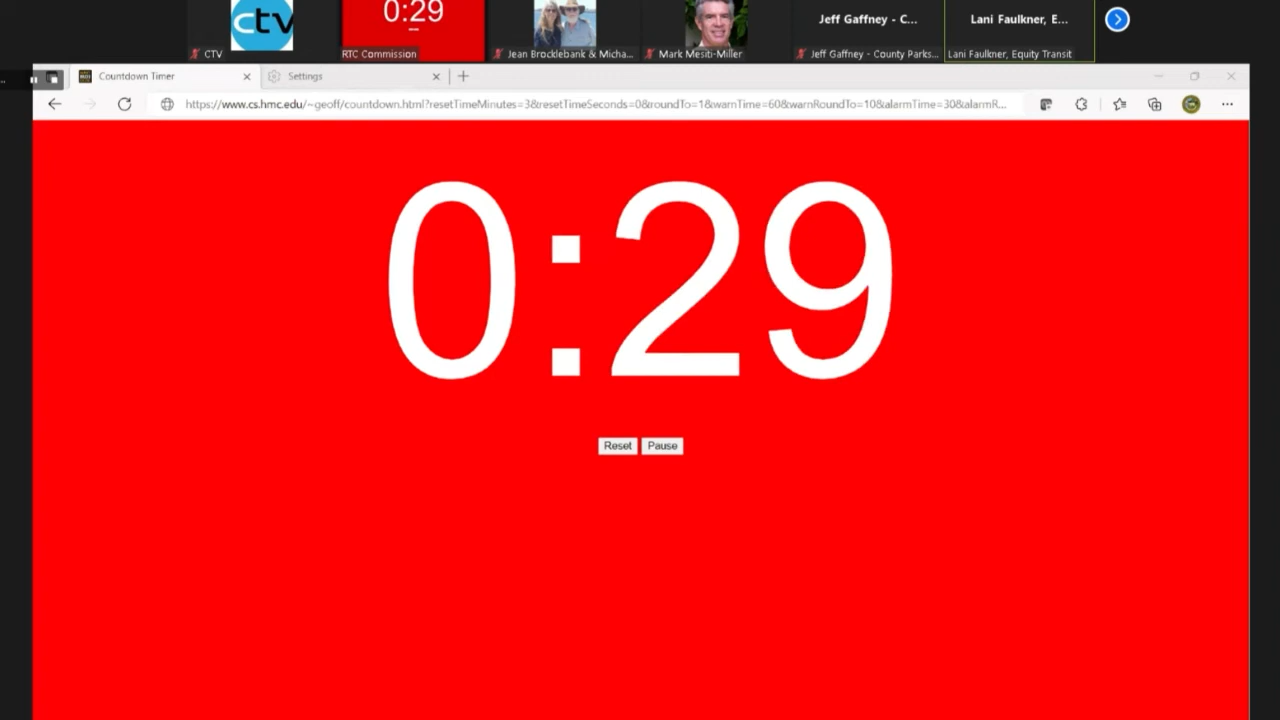 0:29
Jeff Gaffney - C...
Lani Faulkner, E...
CTV
RTC Commission
Jean Brocklebank & Micha...
Mark Mesiti-Miller
Jeff Gaffney - County Parks...
Lani Faulkner, Equity Transit
Countdown Timer
Settings
https://www.cs.hmc.edu/~geoff/countdown.html?resetTimeMinutes=3&resetTimeSeconds=0&roundTo=1&warnTime=60&warnRoundTo=10&alarmTime=30&alarmR...
0:29
Reset Pause